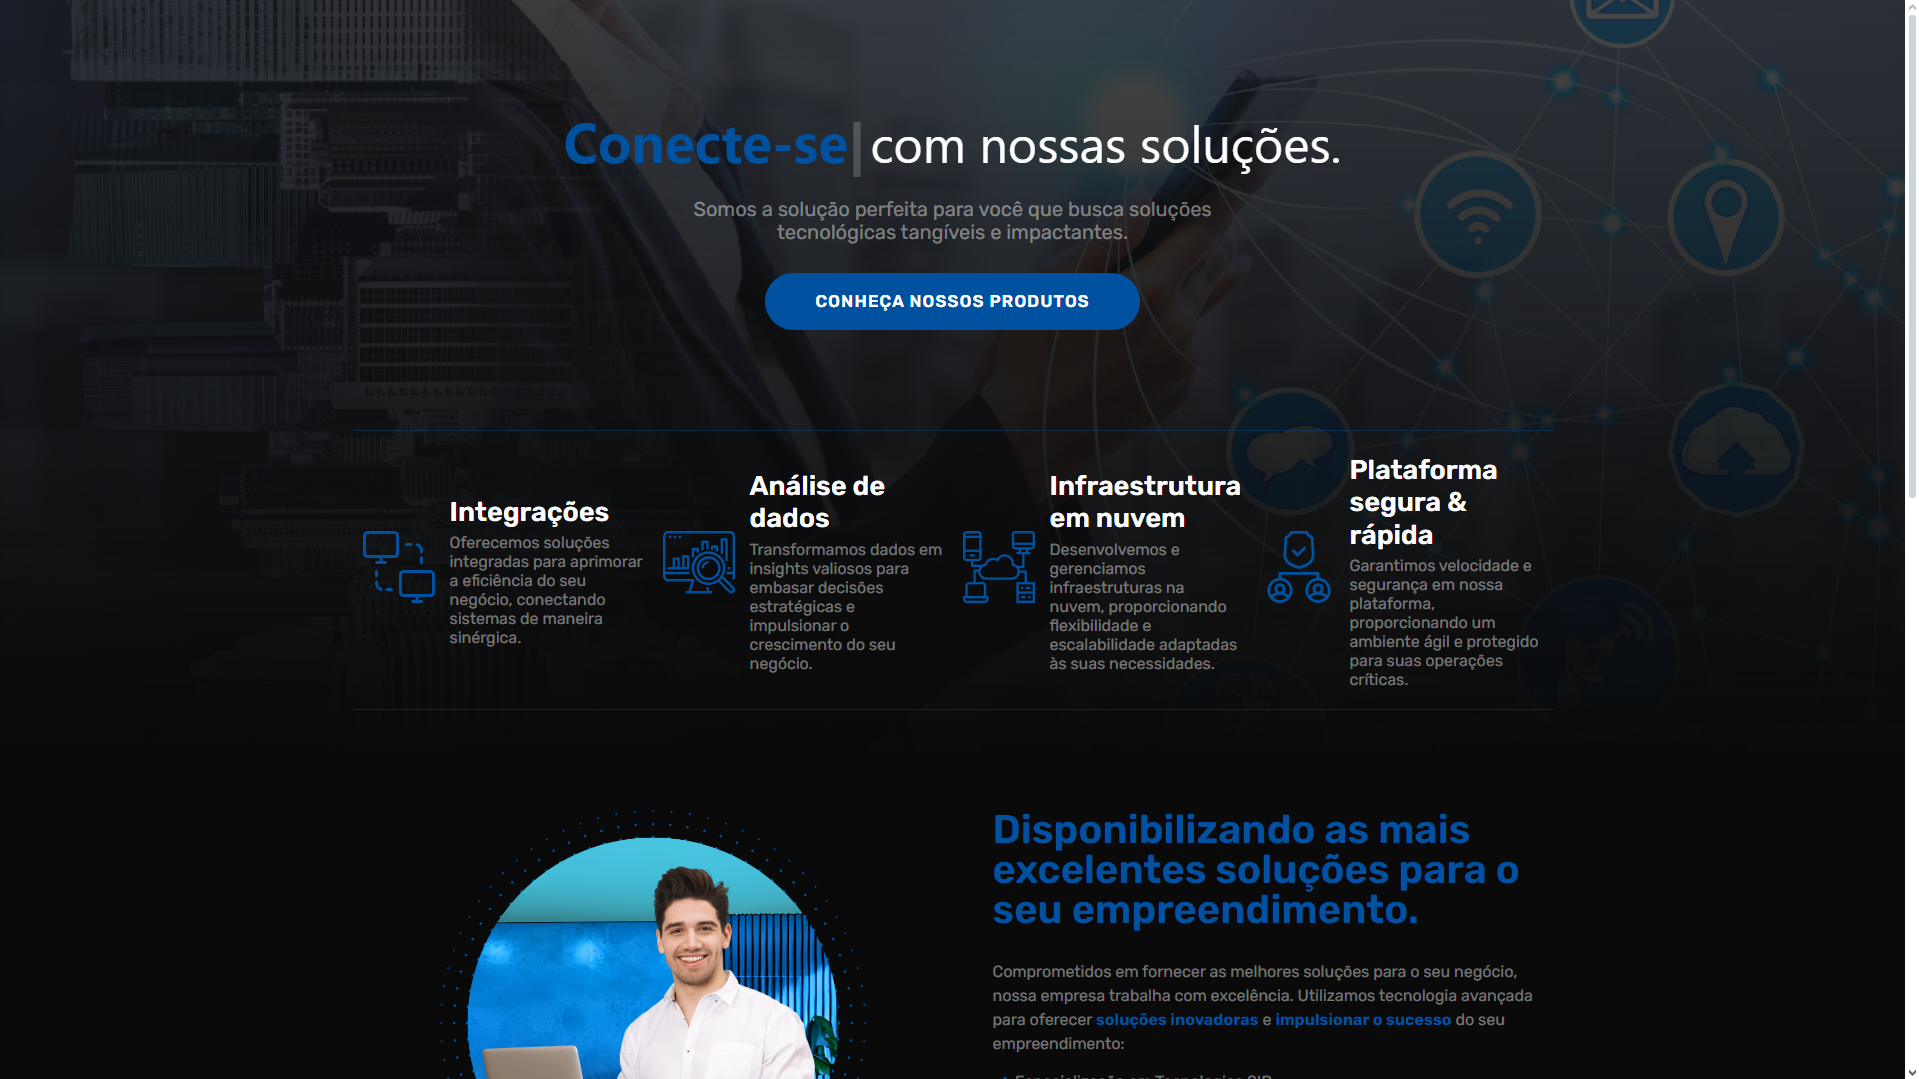 Conecte-se| com nossas soluções.
Somos a solução perfeita para você que busca soluções
tecnológicas tangíveis e impactantes.
CONHEÇA NOSSOS PRODUTOS
Integrações
Oferecemos soluções
integradas para aprimorar
a eficiência do seu
negócio, conectando
sistemas de maneira
sinérgica.
Análise de
dados
Transformamos dados em
insights valiosos para
embasar decisões
estratégicas e
impulsionar o
crescimento do seu
negócio.
Infraestrutura
em nuvem
Desenvolvemos e
gerenciamos
infraestruturas na
nuvem, proporcionando
flexibilidade e
escalabilidade adaptadas
às suas necessidades.
Plataforma
segura &
rápida
Garantimos velocidade e
segurança em nossa
plataforma,
proporcionando um
ambiente ágil e protegido
para suas operações
críticas.
Disponibilizando as mais
excelentes soluções para o
seu empreendimento.
Comprometidos em fornecer as melhores soluções para o seu negócio,
nossa empresa trabalha com excelência. Utilizamos tecnologia avançada
para oferecer soluções inovadoras e impulsionar o sucesso do seu
empreendimento: